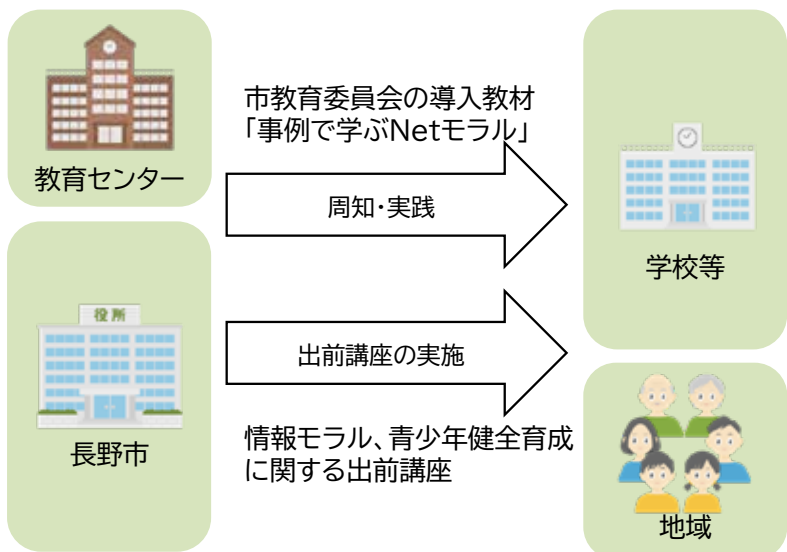 教育センター
市教育委員会の導入教材
「事例で学ぶNetモラル」
周知・実践
学校等
役所
長野市
出前講座の実施
情報モラル、青少年健全育成
に関する出前講座
地域